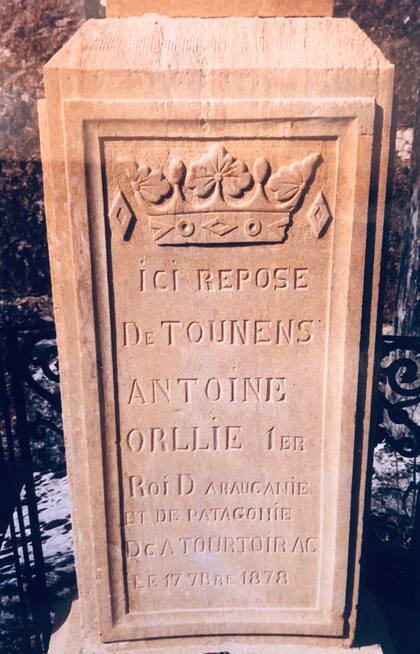 iCi REPOSE
De TOUNENS
ANTOiNE
ORLLIE 1ER
Roi D ARAUCANIE
ET DE PATAGONIE
Dc A TOURTOIRAC
LE 17 7BRE 1878